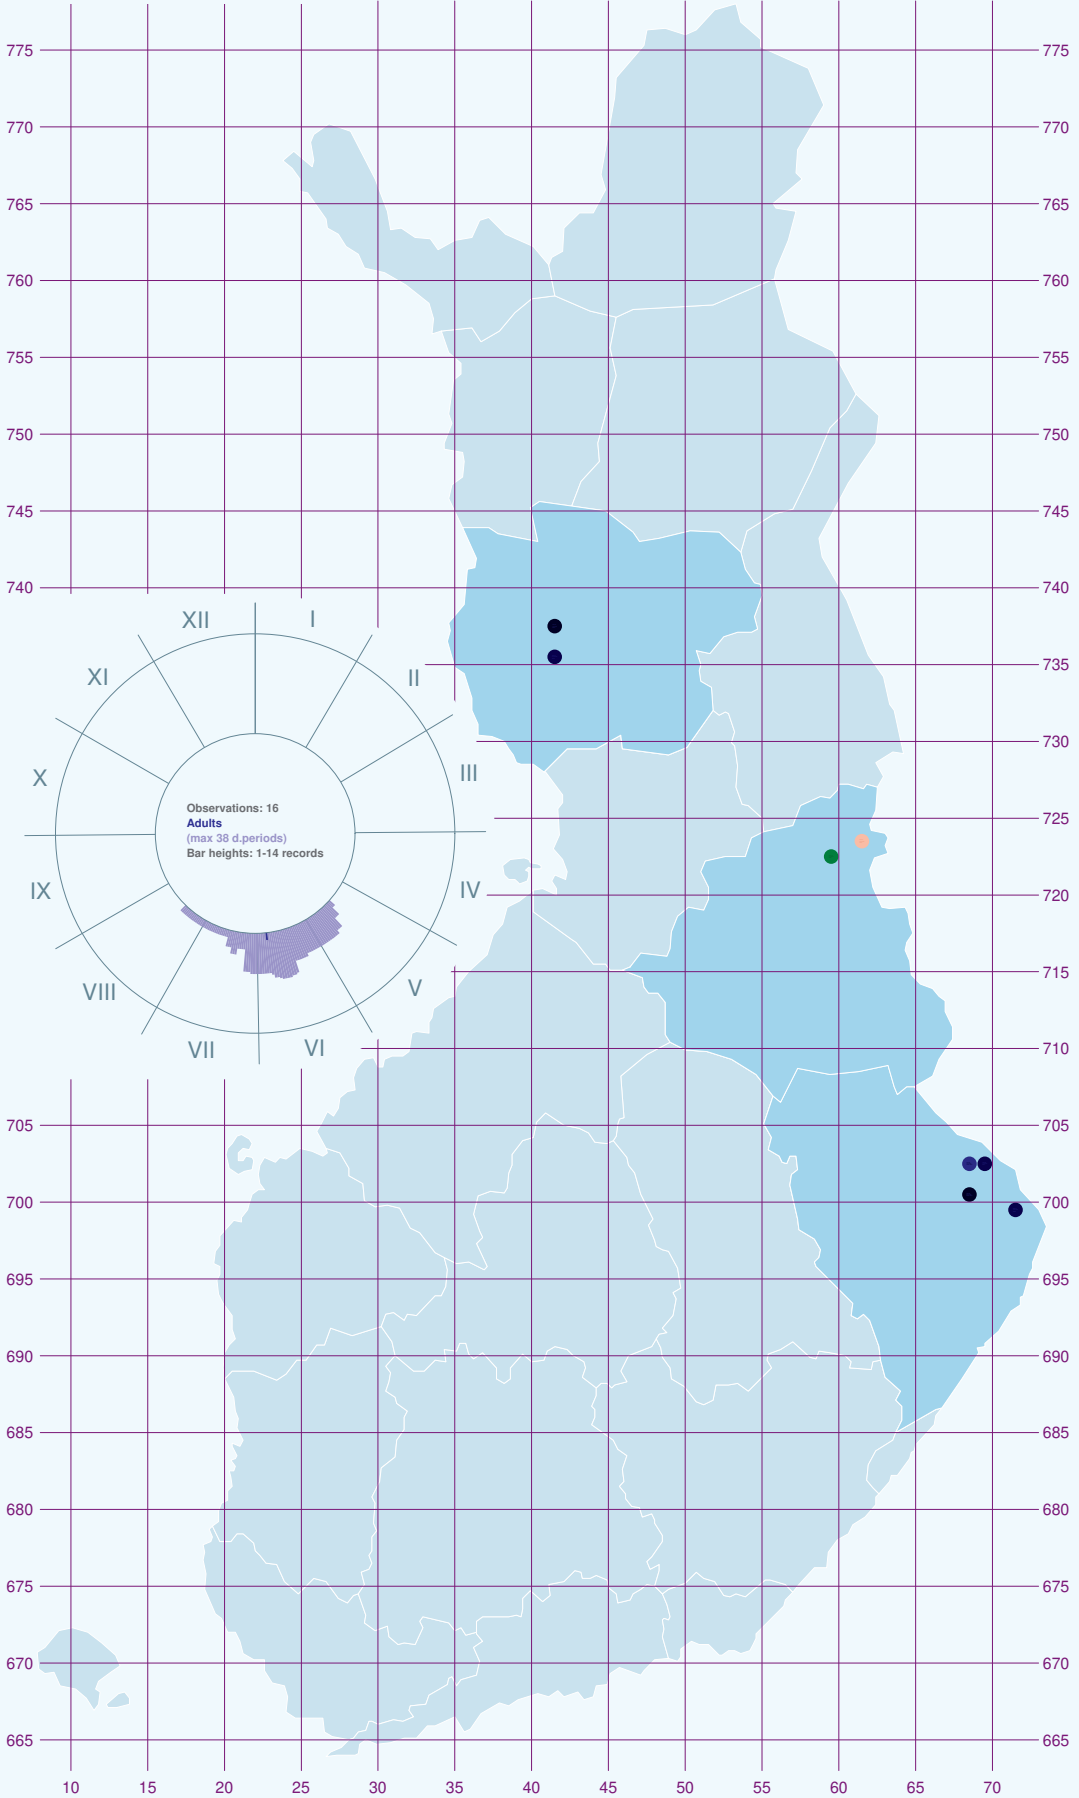 775 775
770 770
765 765
760 760
755 755
750 750
745 745
740 740
XII I
XI II
735 735
730 730
X III
725 725
Observations: 16
Adults
(max 38 d.periods)
Bar heights: 1-14 records
IX IV
720 720
VIII V
715 715
VII VI
710 710
705 705
700 700
695 695
690 690
685 685
680 680
675 675
670 670
665 665
10 15 20 25 30 35 40 45 50 55 60 65 70